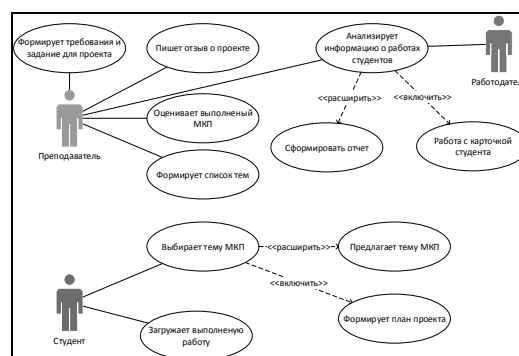 Формирует требования и
задание для проекта
Пишет отзыв о проекте
Анализирует
информацию о работах
студентов
Работодатель
<<расширить>>
<<включить>>
Преподаватель
Оценивает выполненый
МКП
Сформировать отчет
Работа с карточкой
студента
Формирует список тем
Выбирает тему МКП
<<расширить>>
Предлагает тему МКП
<<включить>>
Формирует план проекта
Загружает выполненую
работу
Студент